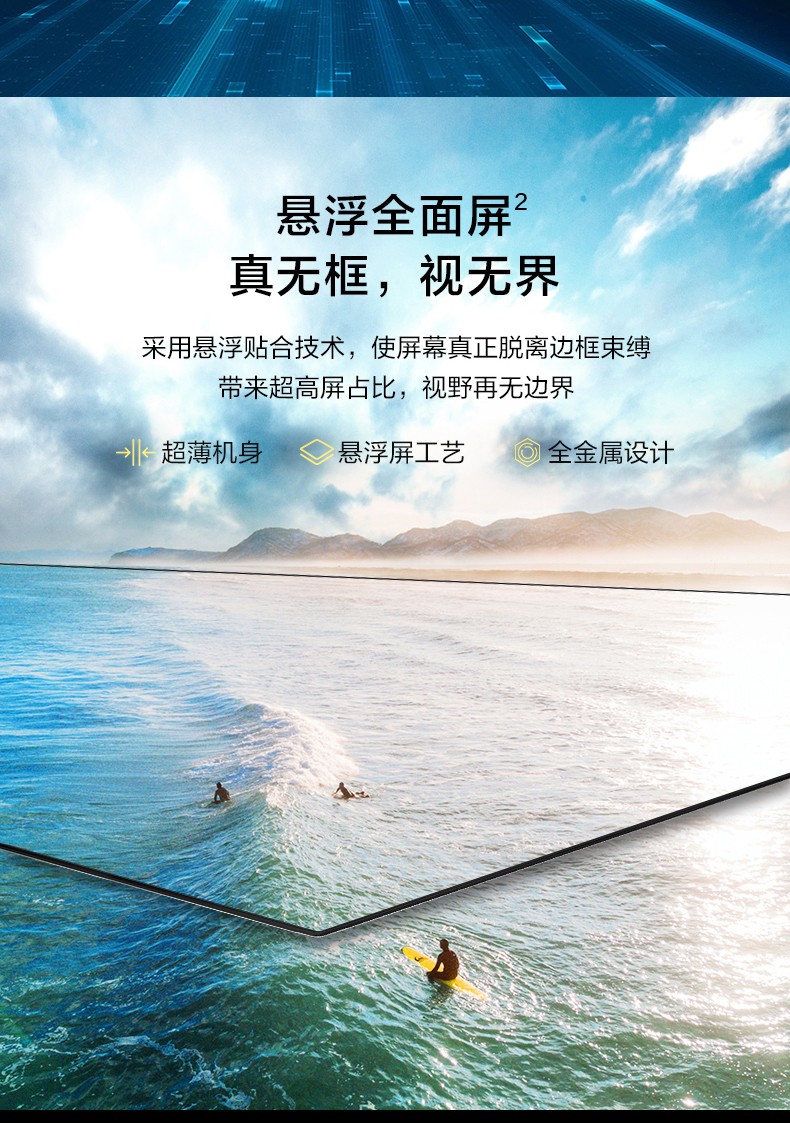 悬浮全面屏²
真无框，视无界
采用悬浮贴合技术，使屏幕真正脱离边框束缚
带来超高屏占比，视野再无边界
超薄机身 悬浮屏工艺 全金属设计